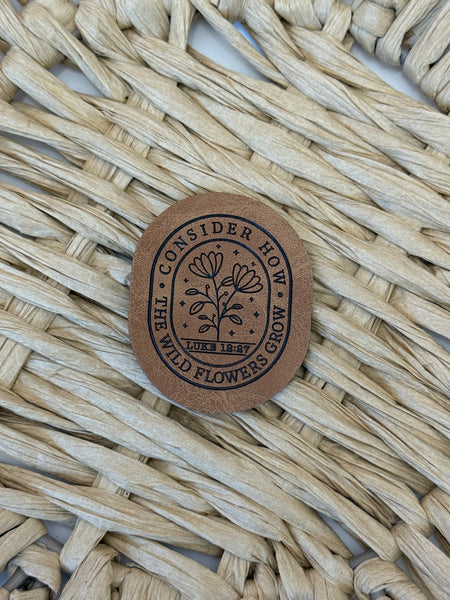 • CONSIDER HOW •
THE WILD FLOWERS GROW
LUKE 12:27